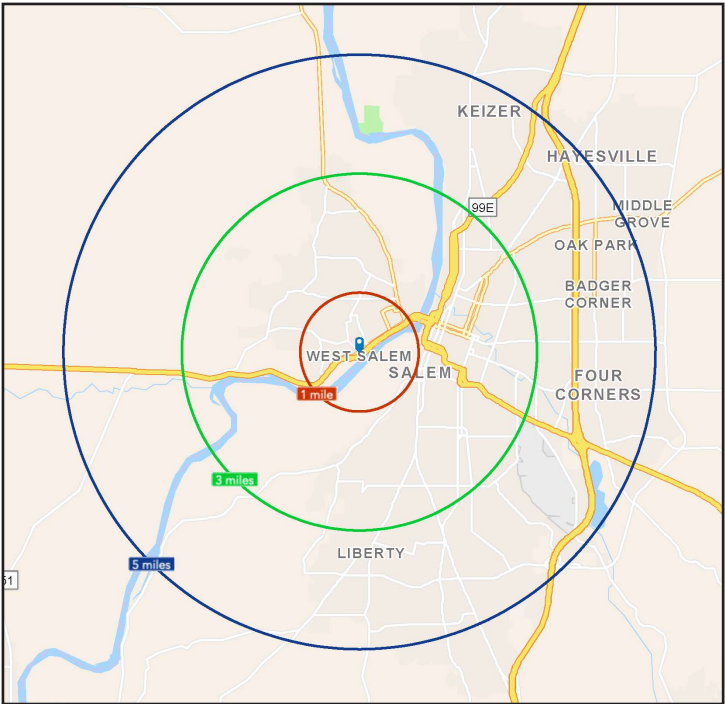 KEIZER
HAYESVILLE
99E
MIDDLE
GROVE
OAK PARK
BADGER
CORNER
WEST SALEM
SALEM
FOUR
CORNERS
1 mile
3 miles
LIBERTY
5 miles
51